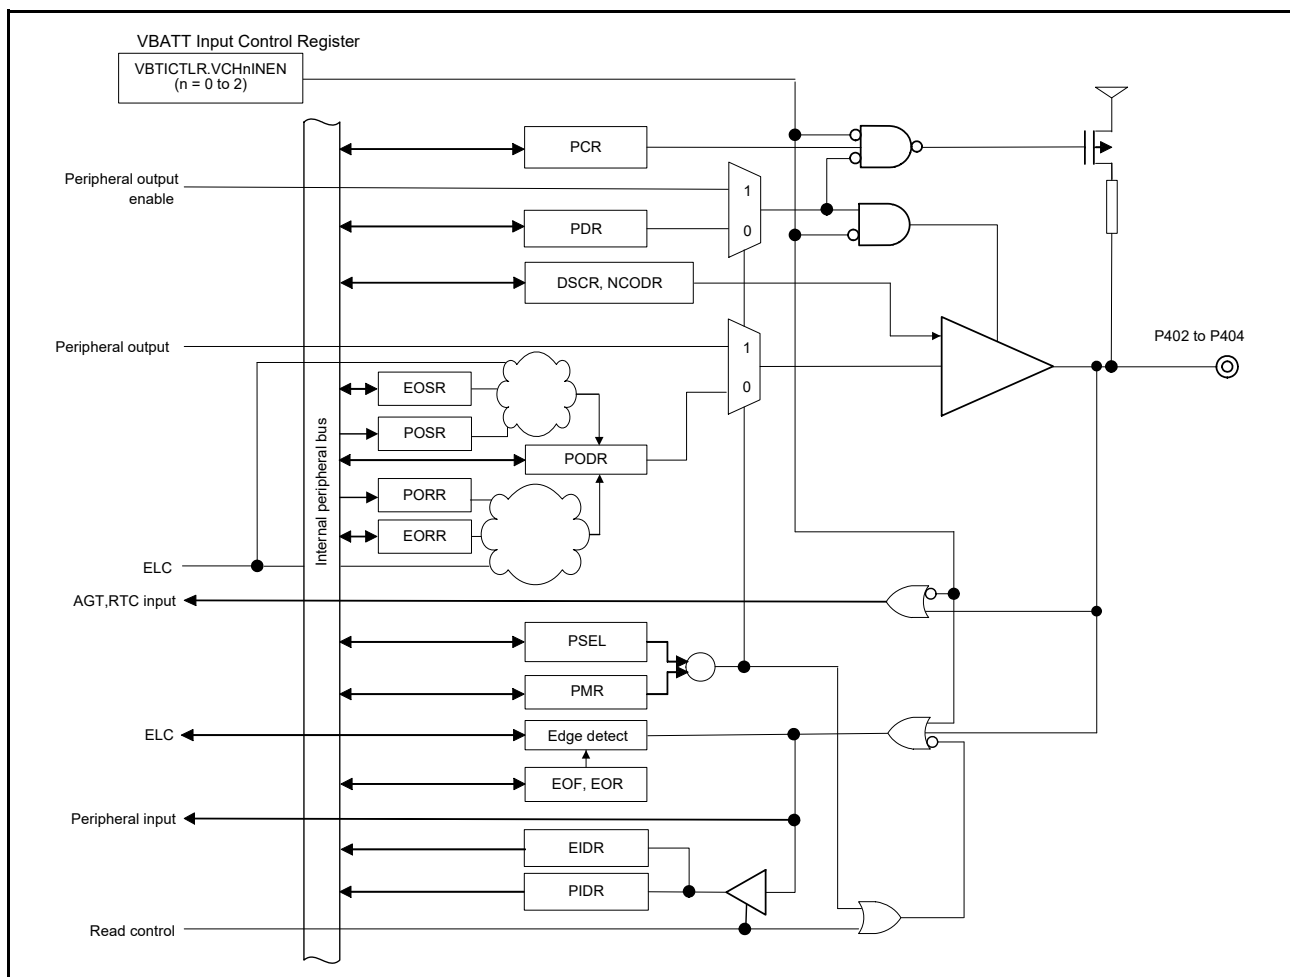 VBATT Input Control Register
VBTICTLR.VCHnINEN
(n = 0 to 2)
PCR
Peripheral output
enable
1
PDR
0
DSCR, NCODR
Peripheral output
1
P402 to P404
EOSR
0
POSR
PODR
Internal peripheral bus
PORR
EORR
ELC
AGT,RTC input
PSEL
PMR
ELC
Edge detect
EOF, EOR
Peripheral input
EIDR
PIDR
Read control